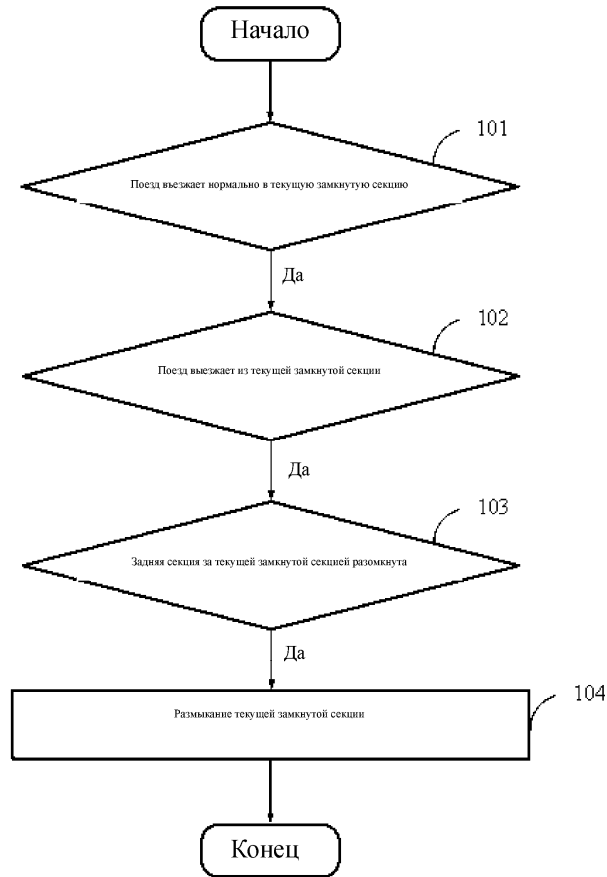 Начало
101
Поезд въезжает нормально в текущую замкнутую секцию
Да
102
Поезд выезжает из текущей замкнутой секции
Да
103
Задняя секция за текущей замкнутой секцией разомкнута
Да
104
Размыкание текущей замкнутой секции
Конец